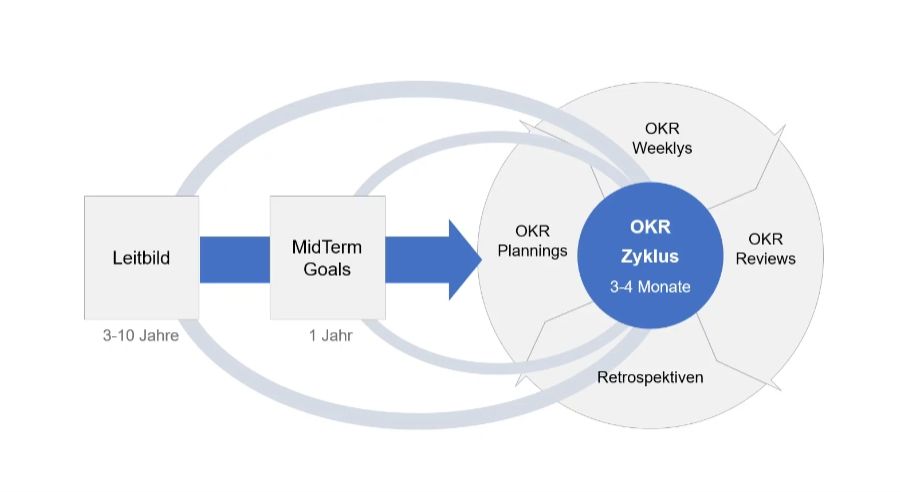 Leitbild
3-10 Jahre
MidTerm
Goals
1 Jahr
OKR
Plannings
OKR
Weeklys
OKR
Reviews
Retrospektiven
OKR
Zyklus
3-4 Monate